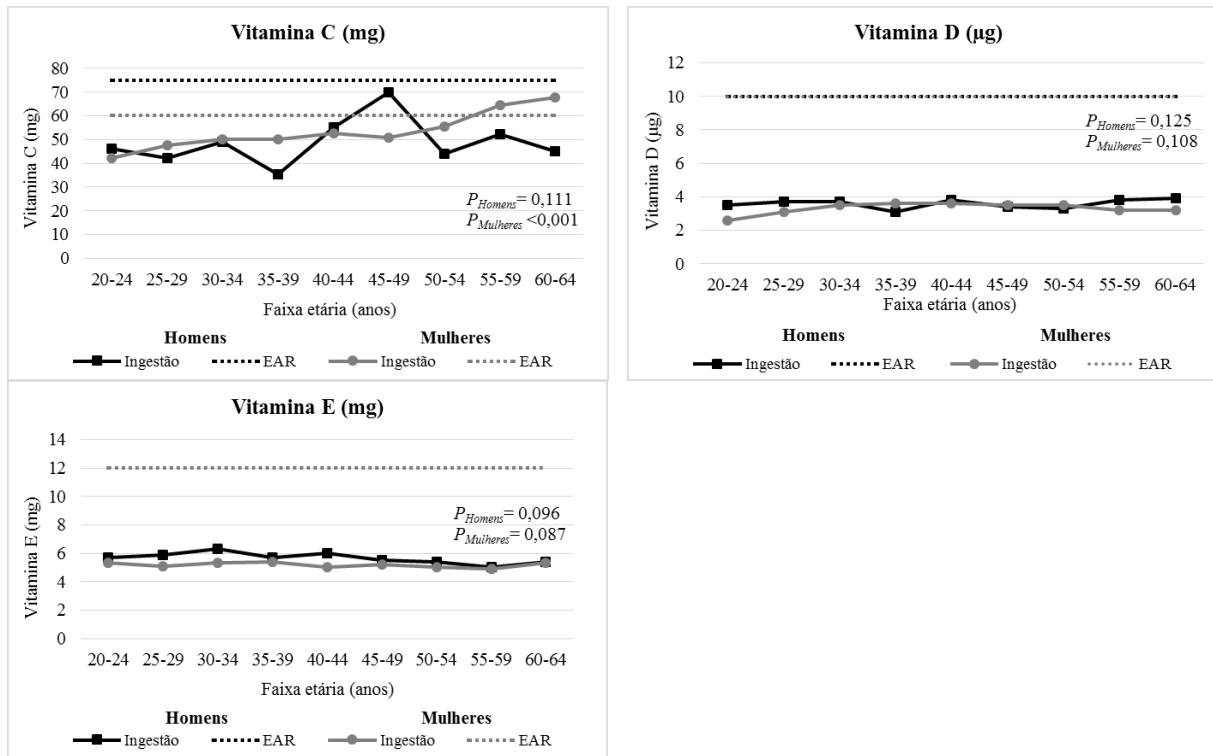 Vitamina C (mg)
80
70
60
50
40
30
20
10
0
Vitamina C (mg)
P Homens= 0,111
P Mulheres <0,001
20-24 25-29 30-34 35-39 40-44 45-49 50-54 55-59 60-64
Faixa etária (anos)
Homens Mulheres
Ingestão EAR Ingestão EAR
Vitamina D (µg)
12
10
8
6
4
2
0
Vitamina D (µg)
P Homens= 0,125
P Mulheres= 0,108
20-24 25-29 30-34 35-39 40-44 45-49 50-54 55-59 60-64
Faixa etária (anos)
Homens Mulheres
Ingestão EAR Ingestão EAR
Vitamina E (mg)
14
12
10
8
6
4
2
0
Vitamina E (mg)
P Homens= 0,096
P Mulheres= 0,087
20-24 25-29 30-34 35-39 40-44 45-49 50-54 55-59 60-64
Faixa etária (anos)
Homens Mulheres
Ingestão EAR Ingestão EAR